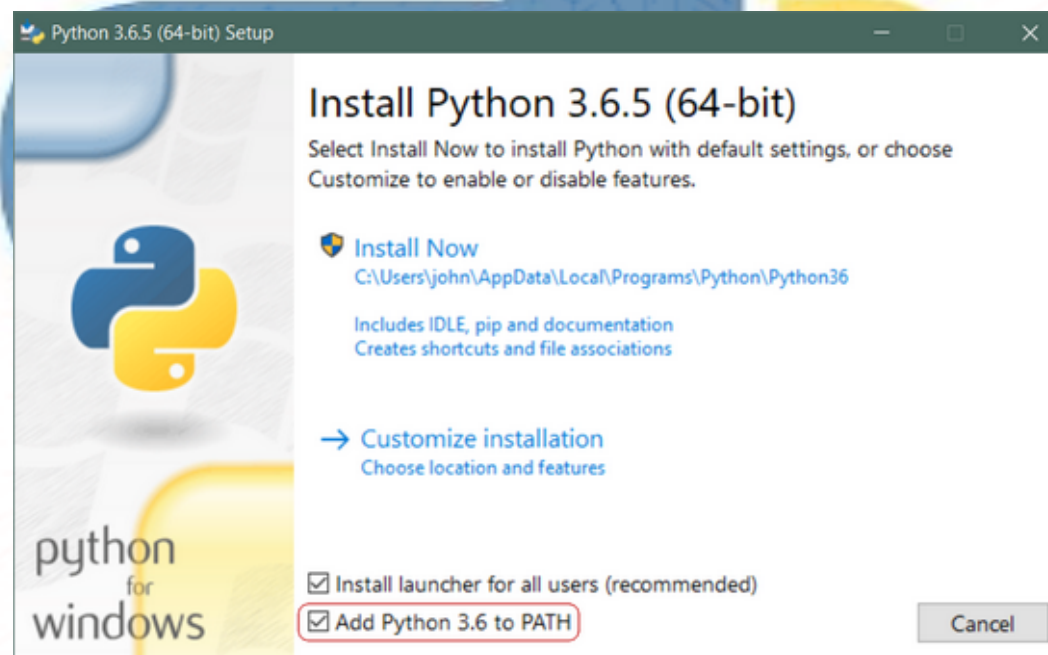 Python 3.6.5 (64-bit) Setup
Install Python 3.6.5 (64-bit)
Select Install Now to install Python with default settings, or choose
Customize to enable or disable features.
Install Now
C:\Users\john\AppData\Local\Programs\Python\Python36
Includes IDLE, pip and documentation
Creates shortcuts and file associations
Customize installation
Choose location and features
python
for
windows
Install launcher for all users (recommended)
Add Python 3.6 to PATH
Cancel